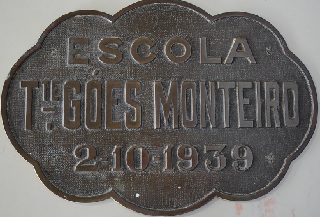 ESCOLA
TTE. GÓES MONTEIRO
2-10-1939